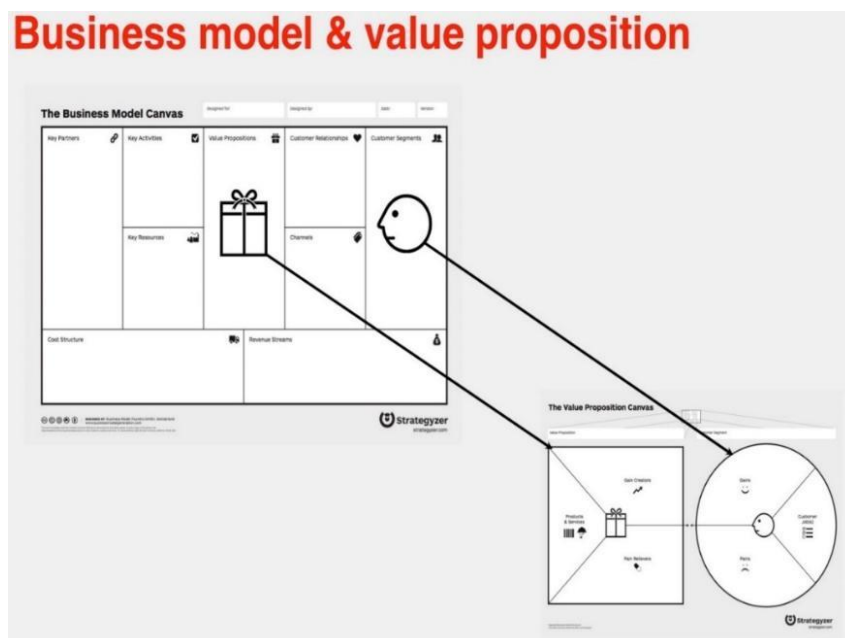 Business model & value proposition
The Business Model Canvas
Designed for:
Designed by:
Date:
Version:
Key Partners
Key Activities
Value Propositions
Customer Relationships
Customer Segments
Key Resources
Channels
Cost Structure
Revenue Streams
Strategyzer
strategyzer.com
The Value Proposition Canvas
Value Proposition
Customer Segment
Gain Creators
Gains
Products
& Services
Customer
Job(s)
Pain Relievers
Pains
Strategyzer
strategyzer.com